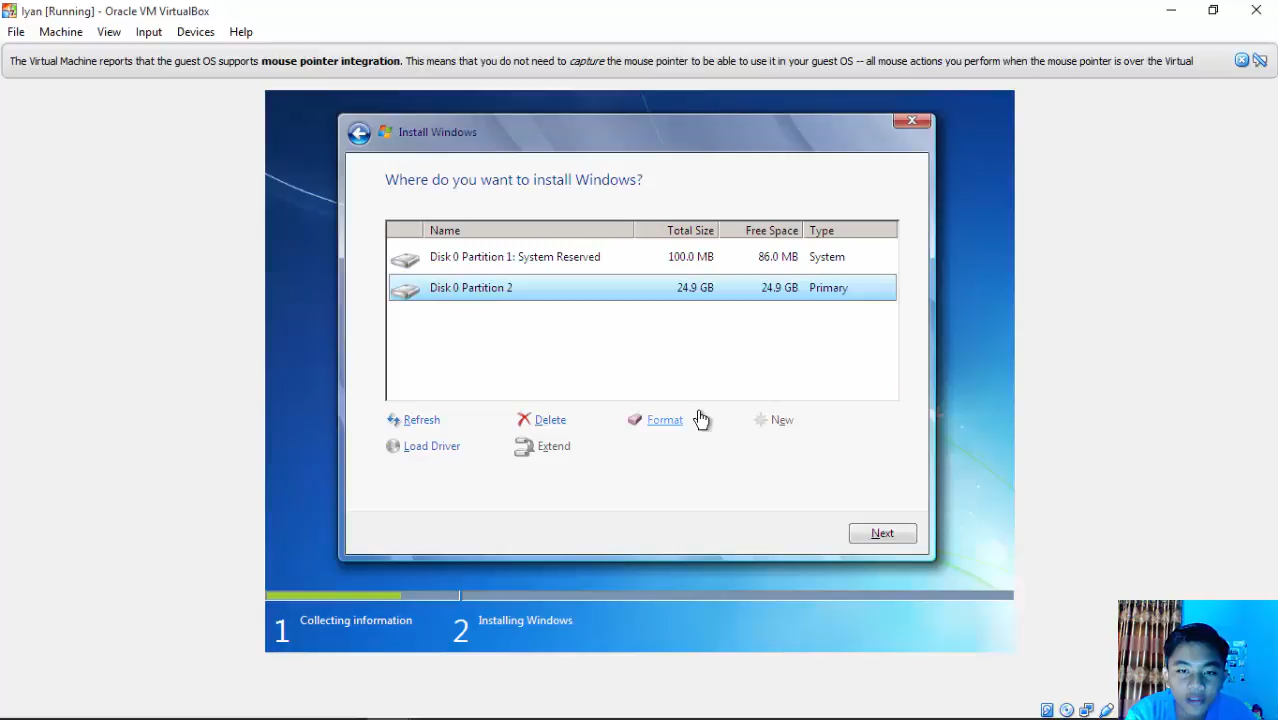 Iyan [Running] - Oracle VM VirtualBox
File Machine View Input Devices Help
The Virtual Machine reports that the guest OS supports mouse pointer integration. This means that you do not need to capture the mouse pointer to be able to use it in your guest OS -- all mouse actions you perform when the mouse pointer is over the Virtual
Install Windows
Where do you want to install Windows?
Name Total Size Free Space Type
Disk 0 Partition 1: System Reserved 100.0 MB 86.0 MB System
Disk 0 Partition 2 24.9 GB 24.9 GB Primary
Refresh Delete Format New
Load Driver Extend
Next
1 Collecting information 2 Installing Windows